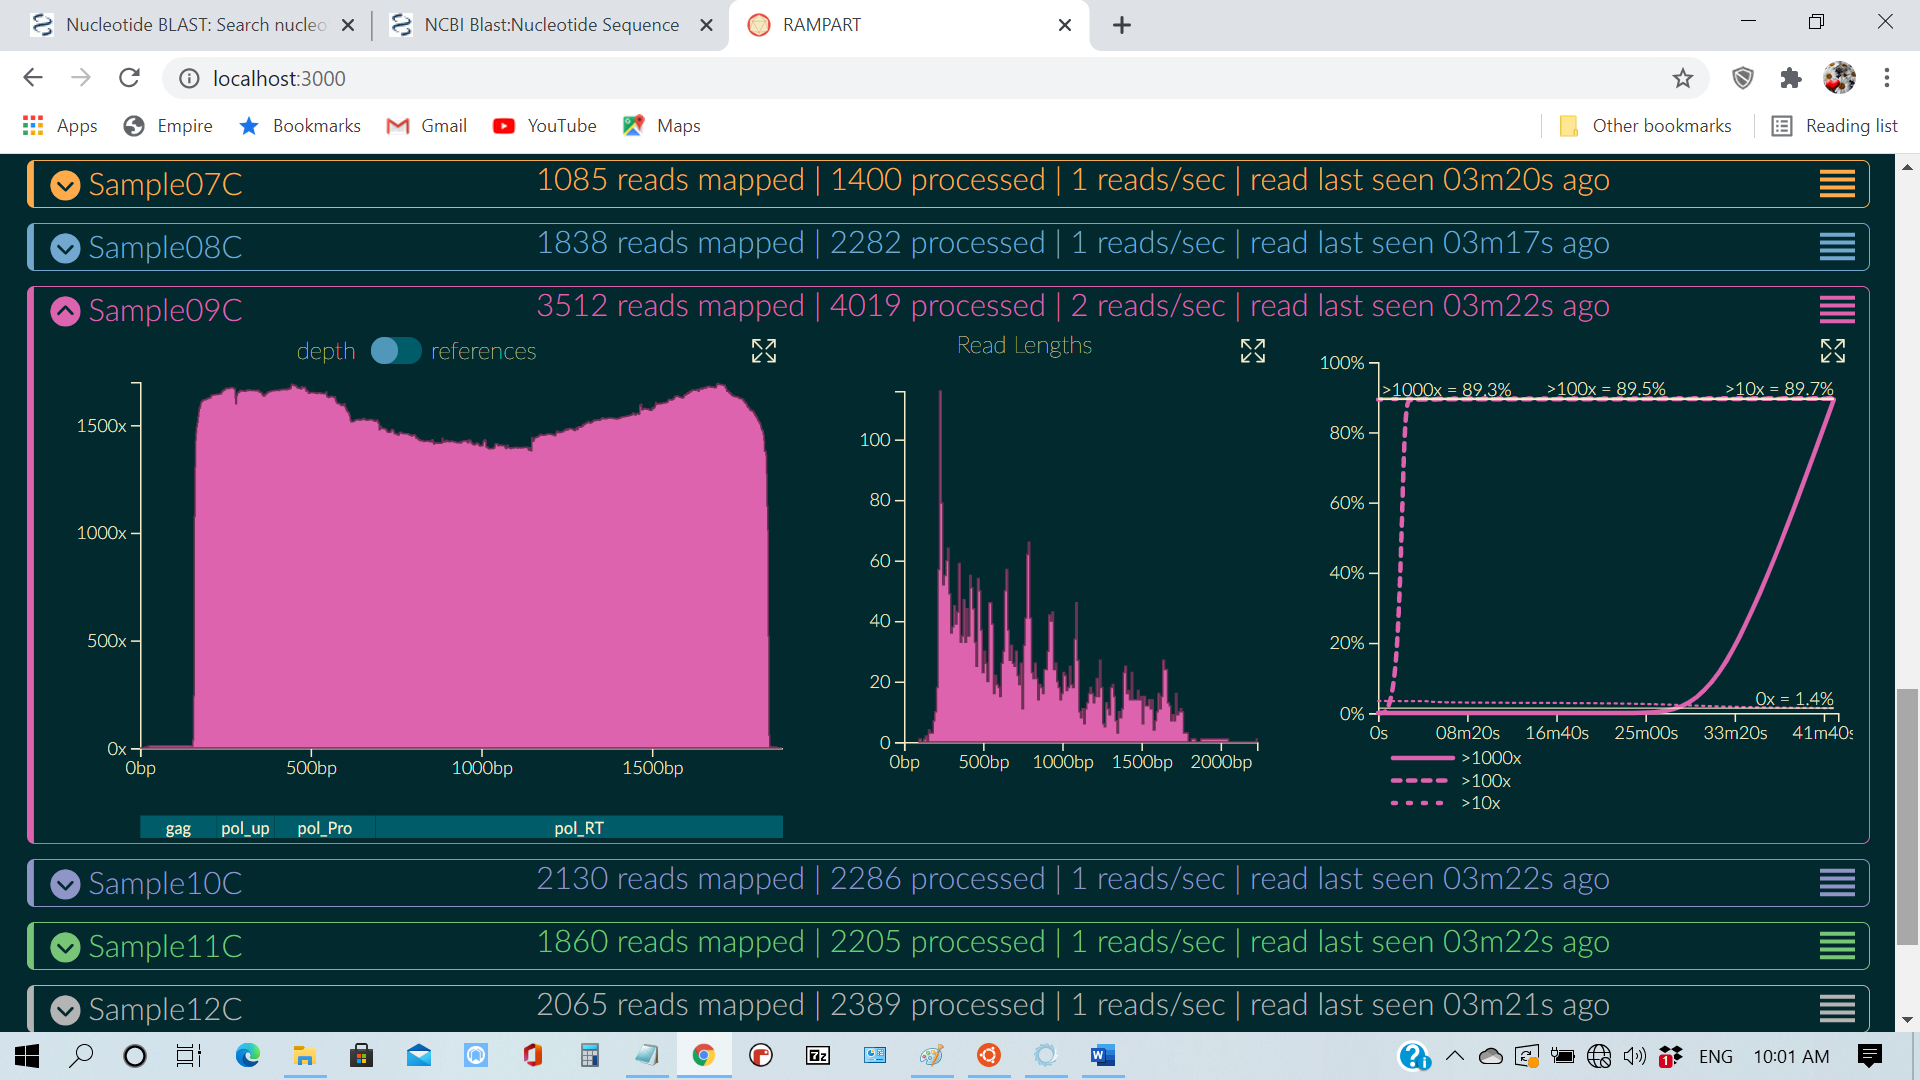 Nucleotide BLAST: Search nucleo
NCBI Blast:Nucleotide Sequence
RAMPART
localhost:3000
Apps Empire Bookmarks Gmail YouTube Maps Other bookmarks Reading list
Sample07C 1085 reads mapped | 1400 processed | 1 reads/sec | read last seen 03m20s ago
Sample08C 1838 reads mapped | 2282 processed | 1 reads/sec | read last seen 03m17s ago
Sample09C 3512 reads mapped | 4019 processed | 2 reads/sec | read last seen 03m22s ago
depth references
1500x
1000x
500x
0x
0bp 500bp 1000bp 1500bp
gag pol_up pol_Pro pol_RT
Read Lengths
100
80
60
40
20
0
0bp 500bp 1000bp 1500bp 2000bp
100%
>1000x = 89.3% >100x = 89.5% >10x = 89.7%
80%
60%
40%
20%
0x = 1.4%
0%
0s 08m20s 16m40s 25m00s 33m20s 41m40s
>1000x
>100x
>10x
Sample10C 2130 reads mapped | 2286 processed | 1 reads/sec | read last seen 03m22s ago
Sample11C 1860 reads mapped | 2205 processed | 1 reads/sec | read last seen 03m22s ago
Sample12C 2065 reads mapped | 2389 processed | 1 reads/sec | read last seen 03m21s ago
7z W ? i 1 ENG 10:01 AM